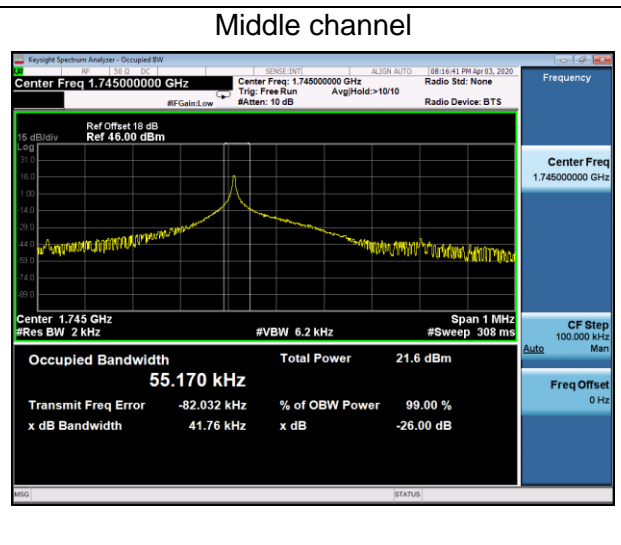 Middle channel
Keysight Spectrum Analyzer - Occupied BW
RF 50 Ω DC SENSE:INT ALIGN AUTO 08:16:41 PM Apr 03, 2020
Center Freq 1.745000000 GHz
Center Freq: 1.745000000 GHz Radio Std: None
Trig: Free Run Avg|Hold:>10/10
#IFGain:Low #Atten: 10 dB Radio Device: BTS
Ref Offset 18 dB
15 dB/div Ref 46.00 dBm
Log
31.0
16.0
1.00
-14.0
-29.0
-44.0
-59.0
-74.0
-89.0
Center 1.745 GHz Span 1 MHz
#Res BW 2 kHz #VBW 6.2 kHz #Sweep 308 ms
Occupied Bandwidth Total Power 21.6 dBm
55.170 kHz
Transmit Freq Error -82.032 kHz % of OBW Power 99.00 %
x dB Bandwidth 41.76 kHz x dB -26.00 dB
MSG STATUS
Frequency
Center Freq
1.745000000 GHz
CF Step
100.000 kHz
Auto Man
Freq Offset
0 Hz